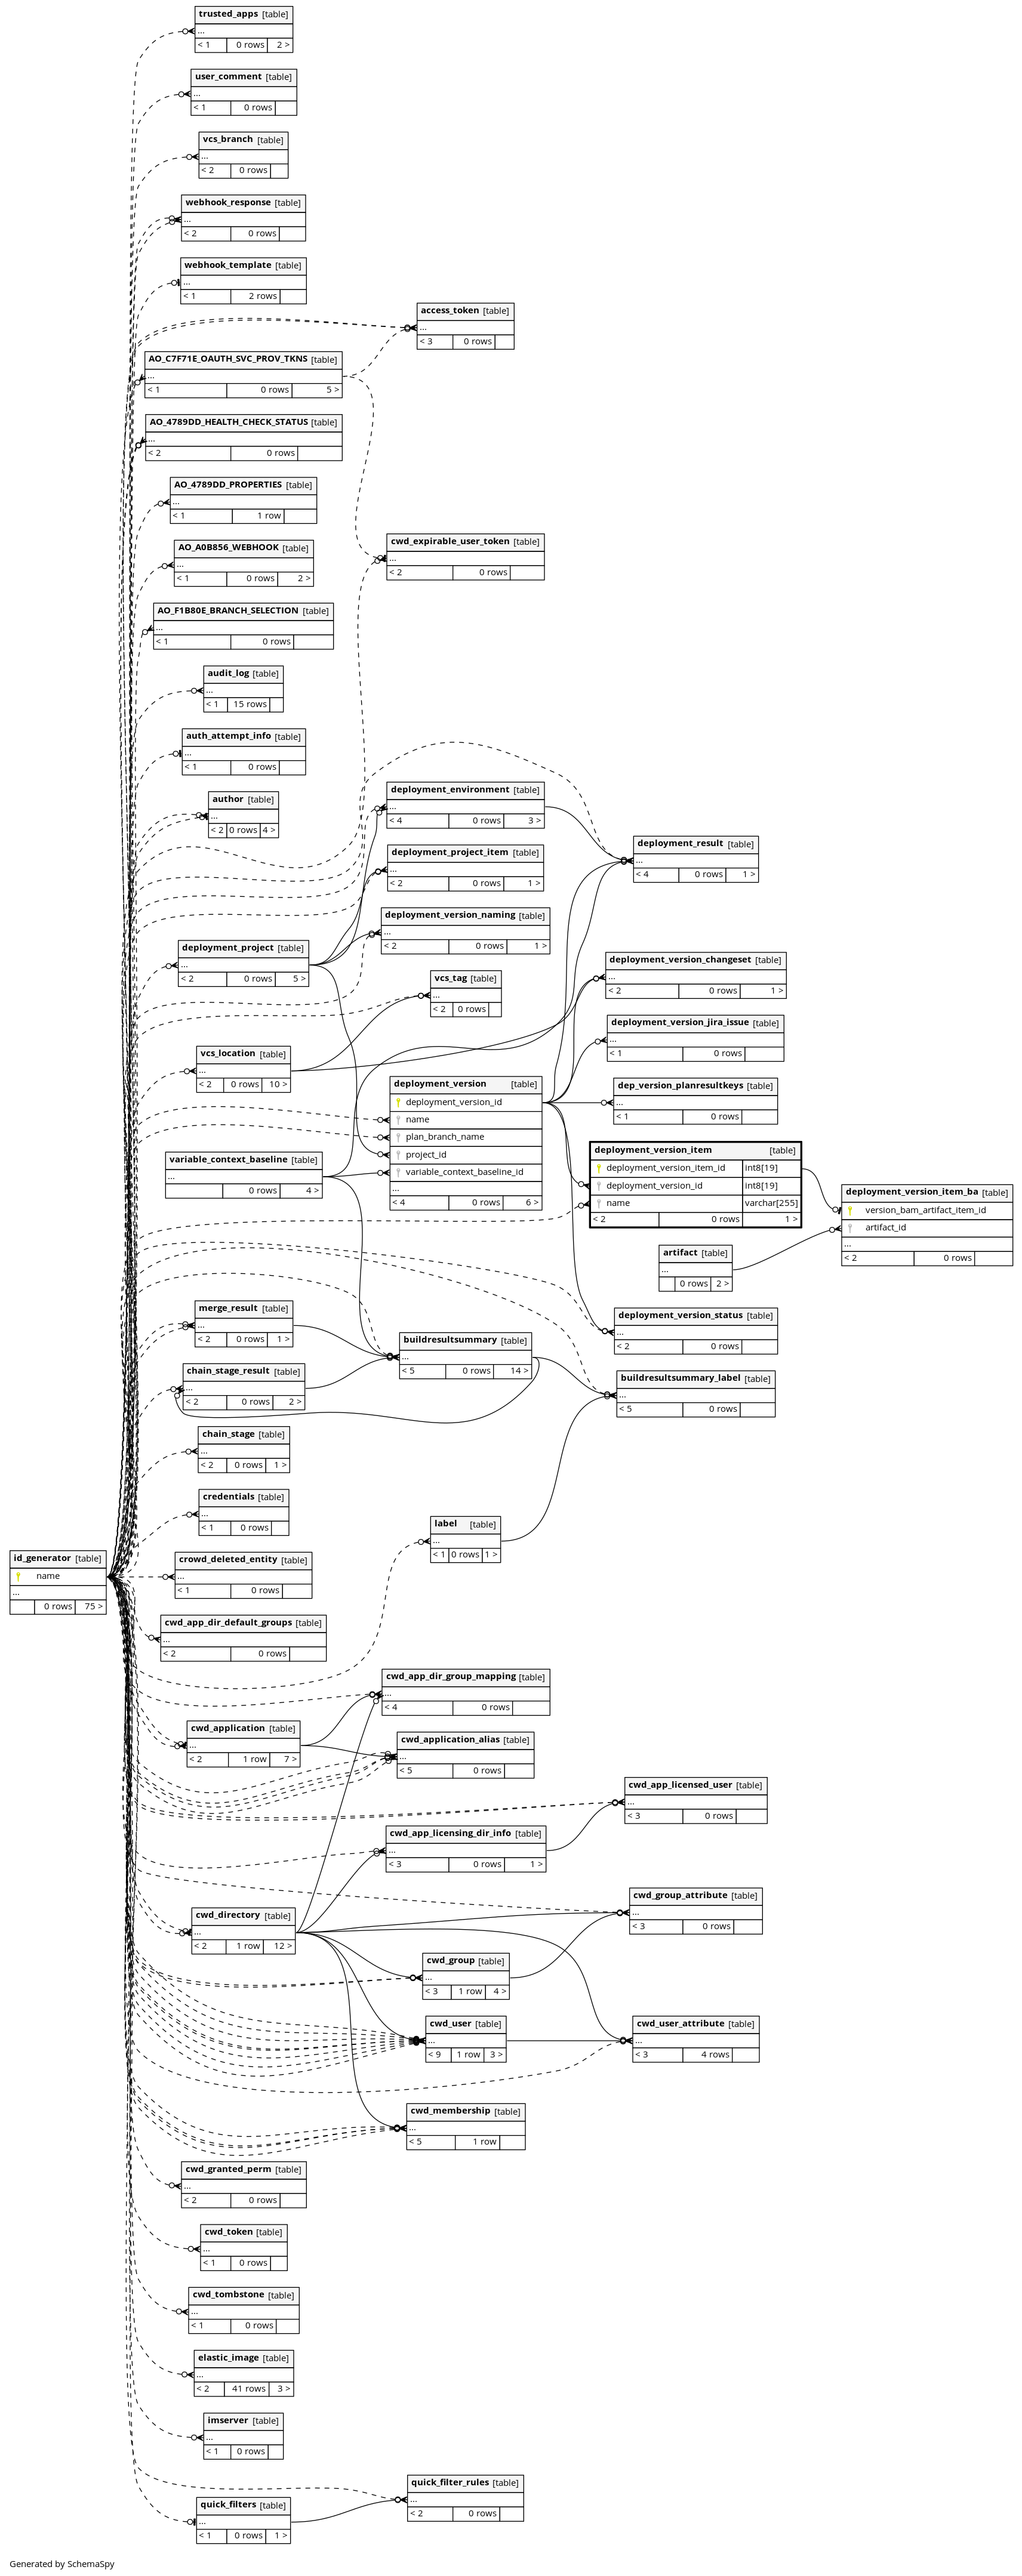 trusted_apps [table]
...
< 1 0 rows 2 >
user_comment [table]
...
< 1 0 rows
vcs_branch [table]
...
< 2 0 rows
webhook_response [table]
...
< 2 0 rows
webhook_template [table]
...
< 1 2 rows
access_token [table]
...
< 3 0 rows
AO_C7F71E_OAUTH_SVC_PROV_TKNS [table]
...
< 1 0 rows 5 >
AO_4789DD_HEALTH_CHECK_STATUS [table]
...
< 2 0 rows
AO_4789DD_PROPERTIES [table]
...
< 1 1 row
cwd_expirable_user_token [table]
...
< 2 0 rows
AO_A0B856_WEBHOOK [table]
...
< 1 0 rows 2 >
AO_F1B80E_BRANCH_SELECTION [table]
...
< 1 0 rows
audit_log [table]
...
< 1 15 rows
auth_attempt_info [table]
...
< 1 0 rows
author [table]
...
< 2 0 rows 4 >
deployment_environment [table]
...
< 4 0 rows 3 >
deployment_result [table]
...
< 4 0 rows 1 >
deployment_project_item [table]
...
< 2 0 rows 1 >
deployment_version_naming [table]
...
< 2 0 rows 1 >
deployment_project [table]
...
< 2 0 rows 5 >
deployment_version_changeset [table]
...
< 2 0 rows 1 >
vcs_tag [table]
...
< 2 0 rows
deployment_version_jira_issue [table]
...
< 1 0 rows
vcs_location [table]
...
< 2 0 rows 10 >
deployment_version [table]
deployment_version_id
name
plan_branch_name
project_id
variable_context_baseline_id
...
< 4 0 rows 6 >
dep_version_planresultkeys [table]
...
< 1 0 rows
variable_context_baseline [table]
...
0 rows 4 >
deployment_version_item [table]
deployment_version_item_id int8[19]
deployment_version_id int8[19]
name varchar[255]
< 2 0 rows 1 >
deployment_version_item_ba [table]
version_bam_artifact_item_id
artifact_id
...
< 2 0 rows
artifact [table]
...
0 rows 2 >
merge_result [table]
...
< 2 0 rows 1 >
deployment_version_status [table]
...
< 2 0 rows
buildresultsummary [table]
...
< 5 0 rows 14 >
chain_stage_result [table]
...
< 2 0 rows 2 >
buildresultsummary_label [table]
...
< 5 0 rows
chain_stage [table]
...
< 2 0 rows 1 >
credentials [table]
...
< 1 0 rows
label [table]
...
< 1 0 rows 1 >
id_generator [table]
name
...
0 rows 75 >
crowd_deleted_entity [table]
...
< 1 0 rows
cwd_app_dir_default_groups [table]
...
< 2 0 rows
cwd_app_dir_group_mapping [table]
...
< 4 0 rows
cwd_application [table]
...
< 2 1 row 7 >
cwd_application_alias [table]
...
< 5 0 rows
cwd_app_licensed_user [table]
...
< 3 0 rows
cwd_app_licensing_dir_info [table]
...
< 3 0 rows 1 >
cwd_group_attribute [table]
...
< 3 0 rows
cwd_directory [table]
...
< 2 1 row 12 >
cwd_group [table]
...
< 3 1 row 4 >
cwd_user [table]
...
< 9 1 row 3 >
cwd_user_attribute [table]
...
< 3 4 rows
cwd_membership [table]
...
< 5 1 row
cwd_granted_perm [table]
...
< 2 0 rows
cwd_token [table]
...
< 1 0 rows
cwd_tombstone [table]
...
< 1 0 rows
elastic_image [table]
...
< 2 41 rows 3 >
imserver [table]
...
< 1 0 rows
quick_filter_rules [table]
...
< 2 0 rows
quick_filters [table]
...
< 1 0 rows 1 >
Generated by SchemaSpy